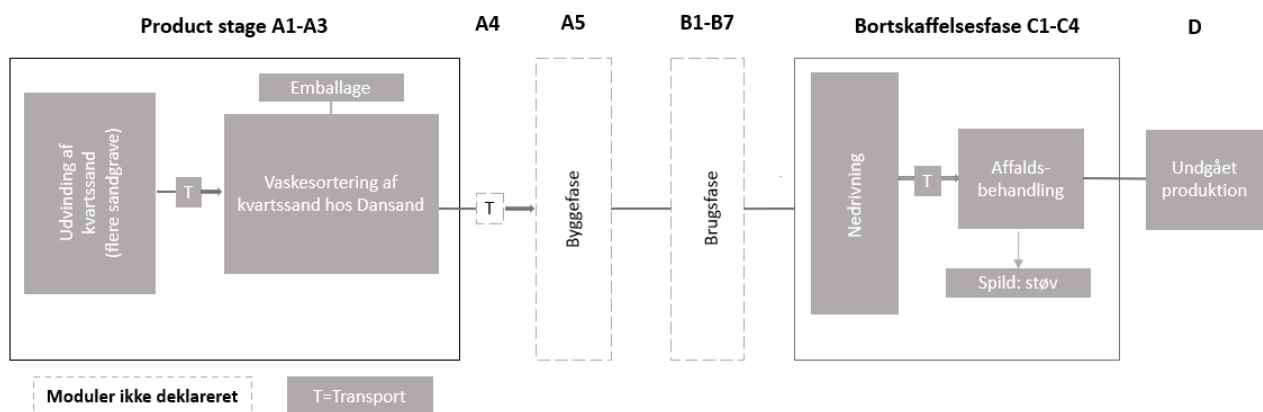 Product stage A1-A3
A4
A5
B1-B7
Bortskaffelsesfase C1-C4
D
Udvinding af
kvartssand
(flere sandgrave)
T
Emballage
Vaskesortering af
kvartssand hos Dansand
T
Byggefase
Brugsfase
Nedrivning
T
Affalds-
behandling
Spild: støv
Undgået
produktion
Moduler ikke deklareret
T=Transport